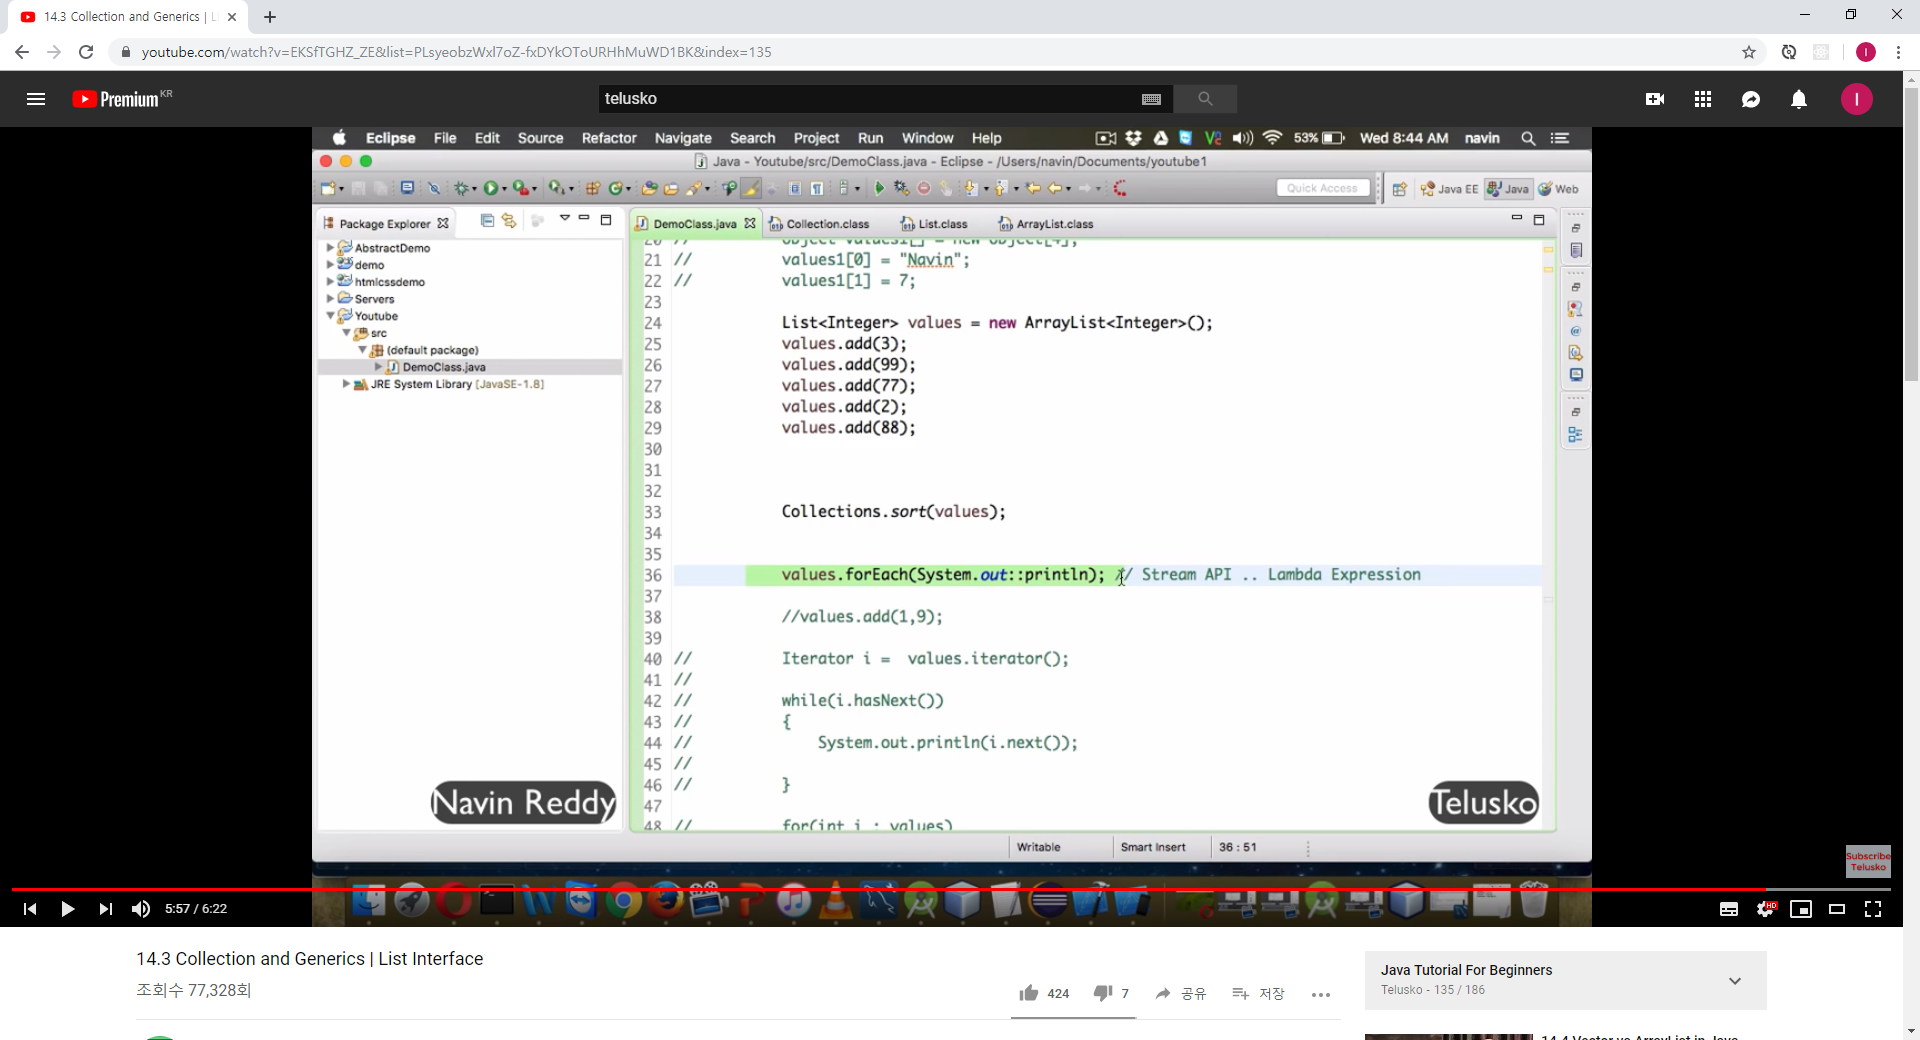 14.3 Collection and Generics | Li
youtube.com/watch?v=EKSfTGHZ_ZE&list=PLsyeobzWxl7oZ-fxDYkOToURHhMuWD1BK&index=135
Premium KR
telusko
I
Eclipse File Edit Source Refactor Navigate Search Project Run Window Help 53% Wed 8:44 AM navin
Java - Youtube/src/DemoClass.java - Eclipse - /Users/navin/Documents/youtube1
Quick Access Java EE Java Web
Package Explorer DemoClass.java Collection.class List.class ArrayList.class
AbstractDemo
demo
htmlcssdemo
Servers
Youtube
src
(default package)
DemoClass.java
JRE System Library [JavaSE-1.8]
20 // Object values1[] = new Object[4];
21 // values1[0] = "Navin";
22 // values1[1] = 7;
23
24 List<Integer> values = new ArrayList<Integer>();
25 values.add(3);
26 values.add(99);
27 values.add(77);
28 values.add(2);
29 values.add(88);
30
31
32
33 Collections.sort(values);
34
35
36 values.forEach(System.out::println); // Stream API .. Lambda Expression
37
38 //values.add(1,9);
39
40 // Iterator i = values.iterator();
41 //
42 // while(i.hasNext())
43 // {
44 // System.out.println(i.next());
45 //
46 // }
47
48 // for(int i : values)
Navin Reddy
Telusko
Writable Smart Insert 36 : 51
Subscribe
Telusko
5:57 / 6:22
HD
14.3 Collection and Generics | List Interface
조회수 77,328회
424 7 공유 저장
Java Tutorial For Beginners
Telusko - 135 / 186
14.4 Vector vs ArrayList in Java